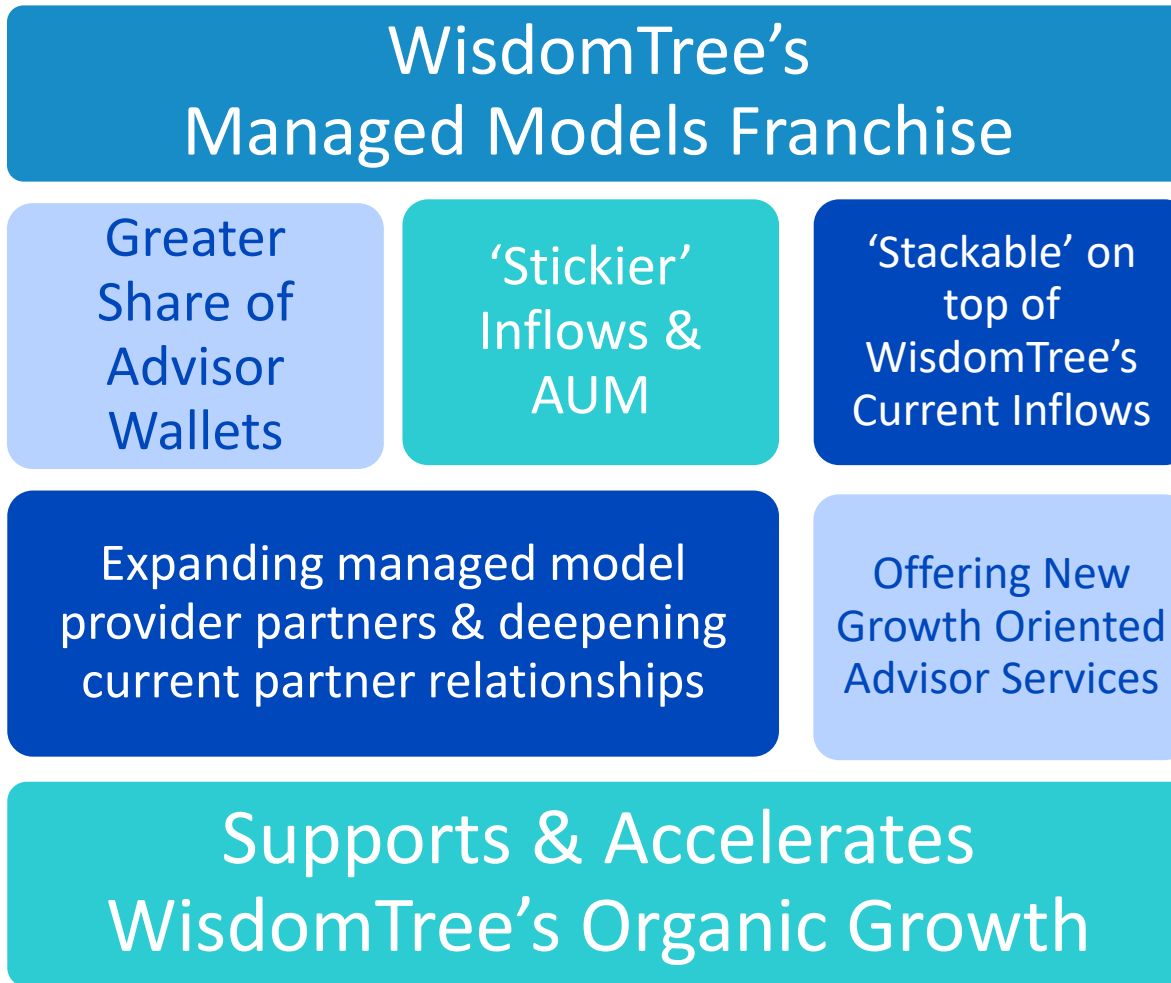 WisdomTree’s
Managed Models Franchise
Greater
Share of
Advisor
Wallets
‘Stickier’
Inflows &
AUM
‘Stackable’ on
top of
WisdomTree’s
Current Inflows
Expanding managed model
provider partners & deepening
current partner relationships
Offering New
Growth Oriented
Advisor Services
Supports & Accelerates
WisdomTree’s Organic Growth